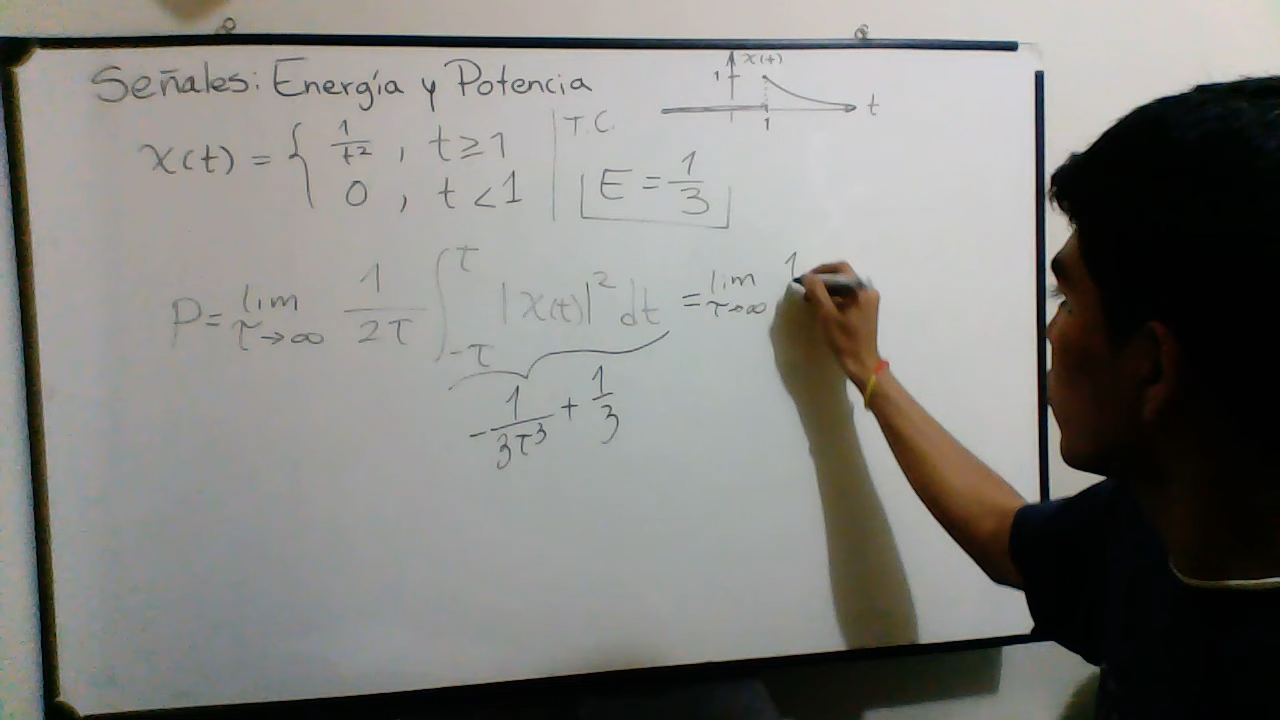 Señales: Energía y Potencia
1 x(t)
1 t
x(t) = { 1/t² , t ≥ 1
0 , t < 1
T C.
E = 1/3
P = lim τ→∞ 1/2τ ∫_{-τ}^{τ} |x(t)|² dt = lim τ→∞ 1
- 1/3τ³ + 1/3